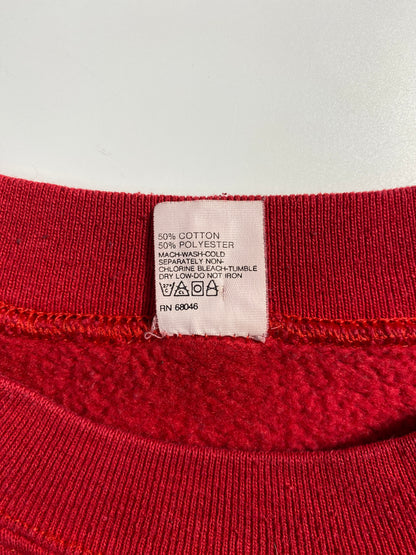 50% COTTON
50% POLYESTER
MACH-WASH-COLD
SEPARATELY NON-
CHLORINE BLEACH-TUMBLE
DRY LOW-DO NOT IRON
RN 68046